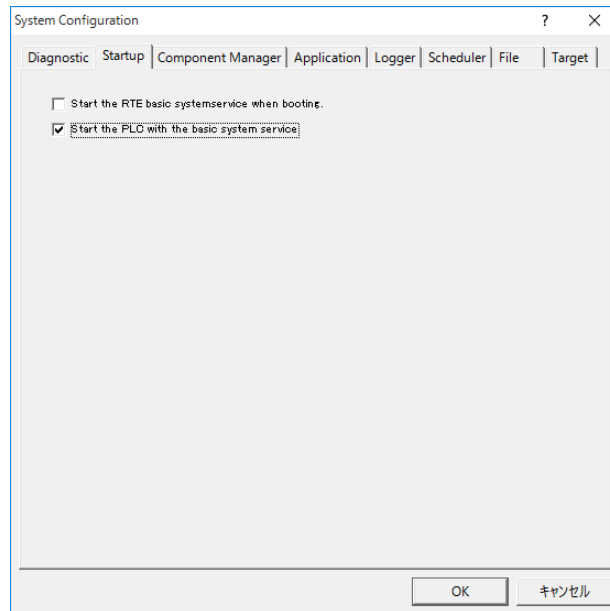 System Configuration ? ×
Diagnostic Startup Component Manager Application Logger Scheduler File Target
Start the RTE basic systemservice when booting.
Start the PLC with the basic system service
OK キャンセル